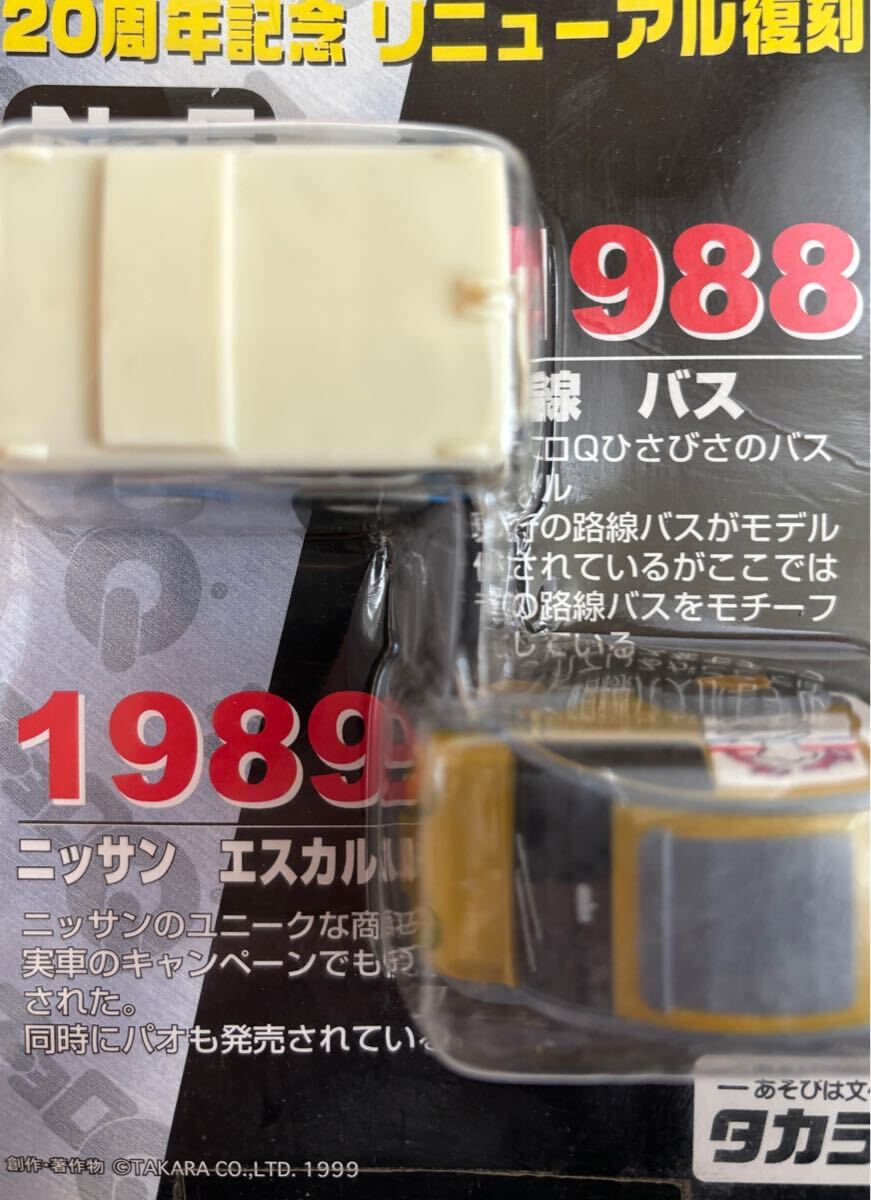 20周年記念 リニューアル復刻
988
線 バス
コQひさびさのバス
ル
の路線バスがモデル
されているがここでは
の路線バスをモチーフ
している
1989
ニッサン エスカル
ニッサンのユニークな商
実車のキャンペーンでも
された。
同時にパオも発売されてい
ーあそびは文
タカラ
創作・著作物 ©TAKARA CO.,LTD. 1999